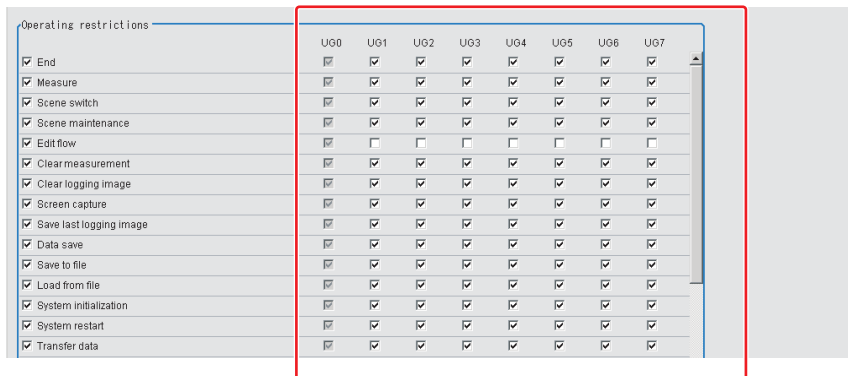 Operating restrictions
UG0 UG1 UG2 UG3 UG4 UG5 UG6 UG7
End
Measure
Scene switch
Scene maintenance
Edit flow
Clear measurement
Clear logging image
Screen capture
Save last logging image
Data save
Save to file
Load from file
System initialization
System restart
Transfer data